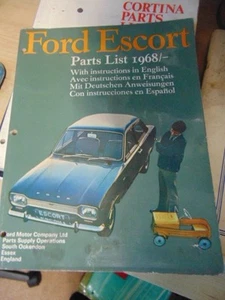 CORTINA
PARTS
Ford Escort
Parts List 1968/-
With instructions in English
Avec instructions en Français
Mit Deutschen Anweisungen
Con instrucciones en Español
ESCORT
Ford Motor Company Ltd
Parts Supply Operations
South Ockendon
Essex
England